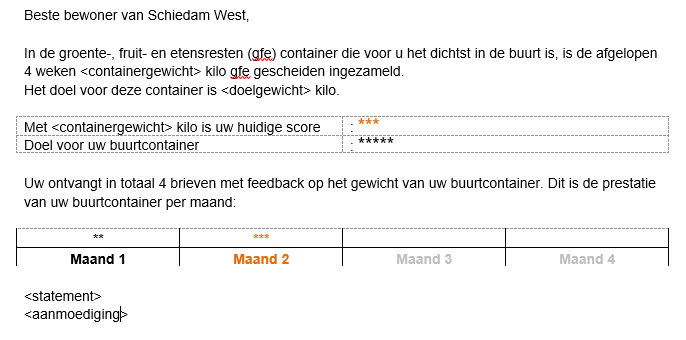 Beste bewoner van Schiedam West,
In de groente-, fruit- en etensresten (gfe) container die voor u het dichtst in de buurt is, is de afgelopen
4 weken <containergewicht> kilo gfe gescheiden ingezameld.
Het doel voor deze container is <doelgewicht> kilo.
Met <containergewicht> kilo is uw huidige score : ***
Doel voor uw buurtcontainer : *****
Uw ontvangt in totaal 4 brieven met feedback op het gewicht van uw buurtcontainer. Dit is de prestatie
van uw buurtcontainer per maand:
** ***
Maand 1 Maand 2 Maand 3 Maand 4
<statement>
<aanmoediging>